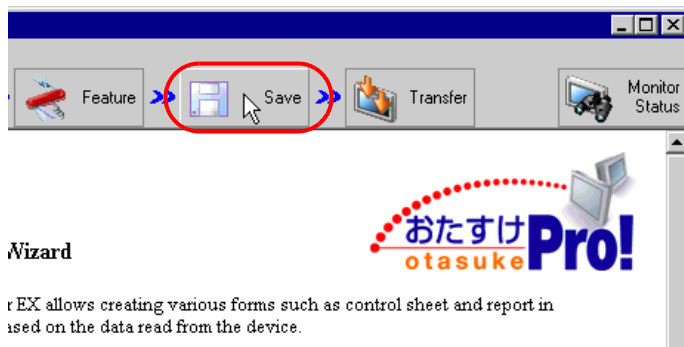 Feature
Save
Transfer
Monitor
Status
おたすけ
otasuke
Pro!
Wizard
r EX allows creating various forms such as control sheet and report in
ased on the data read from the device.